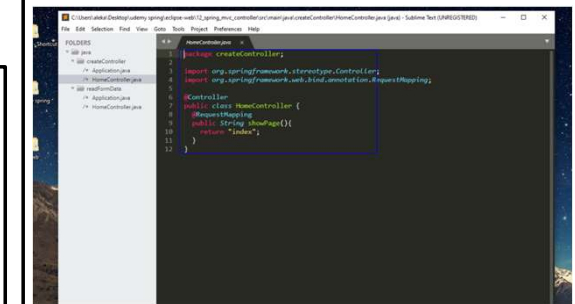 C:\Users\aleka\Desktop\udemy spring\eclipse-web\12_spring_mvc_controller\src\main\java\createController\HomeController.java (java) - Sublime Text (UNREGISTERED)
File Edit Selection Find View Goto Tools Project Preferences Help
FOLDERS
java
createController
/* Application.java
/* HomeController.java
readFormData
/* Application.java
/* HomeController.java
HomeController.java
1 package createController;
2
3 import org.springframework.stereotype.Controller;
4 import org.springframework.web.bind.annotation.RequestMapping;
5
6 @Controller
7 public class HomeController {
8 @RequestMapping
9 public String showPage(){
10 return "index";
11 }
12 }